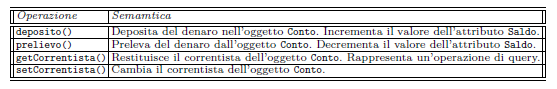 Operazione Semamtica
deposito() Deposita del denaro nell'oggetto Conto. Incrementa il valore dell'attributo Saldo.
prelievo() Preleva del denaro dall'oggetto Conto. Decrementa il valore dell'attributo Saldo.
getCorrentista() Restituisce il correntista dell'oggetto Conto. Rappresenta un'operazione di query.
setCorrentista() Cambia il correntista dell'oggetto Conto.